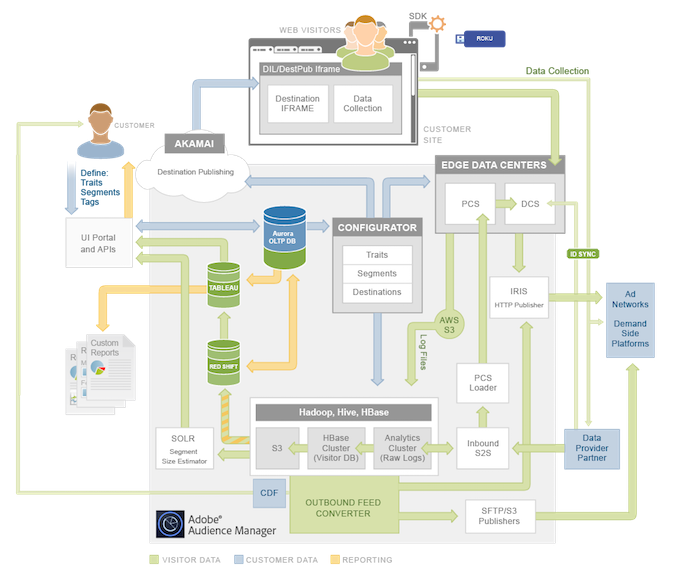 SDK
WEB VISITORS
ROKU
DIL/DestPub Iframe
Data Collection
Destination
IFRAME
Data
Collection
CUSTOMER
CUSTOMER
SITE
AKAMAI
Destination Publishing
EDGE DATA CENTERS
Define:
Traits
Segments
Tags
PCS
DCS
UI Portal
and APIs
Aurora
OLTP DB
CONFIGURATOR
Traits
Segments
Destinations
ID SYNC
TABLEAU
IRIS
HTTP Publisher
Ad
Networks
Demand
Side
Platforms
AWS
S3
Log Files
Custom
Reports
RED SHIFT
PCS
Loader
Hadoop, Hive, HBase
SOLR
Segment
Size Estimator
S3
HBase
Cluster
(Visitor DB)
Analytics
Cluster
(Raw Logs)
Inbound
S2S
Data
Provider
Partner
CDF
OUTBOUND FEED
CONVERTER
SFTP/S3
Publishers
Adobe®
Audience Manager
VISITOR DATA
CUSTOMER DATA
REPORTING